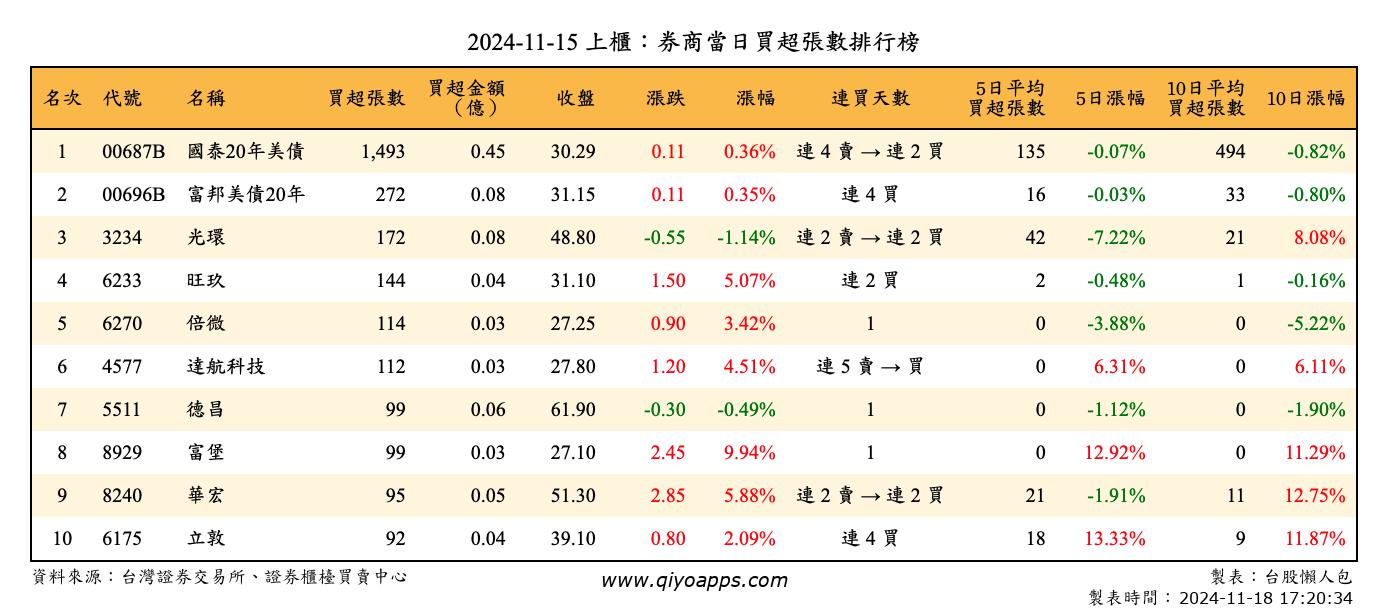 2024-11-15 上櫃：券商當日買超張數排行榜
名次 代號 名稱 買超張數 買超金額（億） 收盤 漲跌 漲幅 連買天數 5日平均買超張數 5日漲幅 10日平均買超張數 10日漲幅
1 00687B 國泰20年美債 1,493 0.45 30.29 0.11 0.36% 連 4 賣 → 連 2 買 135 -0.07% 494 -0.82%
2 00696B 富邦美債20年 272 0.08 31.15 0.11 0.35% 連 4 買 16 -0.03% 33 -0.80%
3 3234 光環 172 0.08 48.80 -0.55 -1.14% 連 2 賣 → 連 2 買 42 -7.22% 21 8.08%
4 6233 旺玖 144 0.04 31.10 1.50 5.07% 連 2 買 2 -0.48% 1 -0.16%
5 6270 倍微 114 0.03 27.25 0.90 3.42% 1 0 -3.88% 0 -5.22%
6 4577 達航科技 112 0.03 27.80 1.20 4.51% 連 5 賣 → 買 0 6.31% 0 6.11%
7 5511 德昌 99 0.06 61.90 -0.30 -0.49% 1 0 -1.12% 0 -1.90%
8 8929 富堡 99 0.03 27.10 2.45 9.94% 1 0 12.92% 0 11.29%
9 8240 華宏 95 0.05 51.30 2.85 5.88% 連 2 賣 → 連 2 買 21 -1.91% 11 12.75%
10 6175 立敦 92 0.04 39.10 0.80 2.09% 連 4 買 18 13.33% 9 11.87%
資料來源：台灣證券交易所、證券櫃檯買賣中心 www.qiyoapps.com 製表：台股懶人包
製表時間：2024-11-18 17:20:34